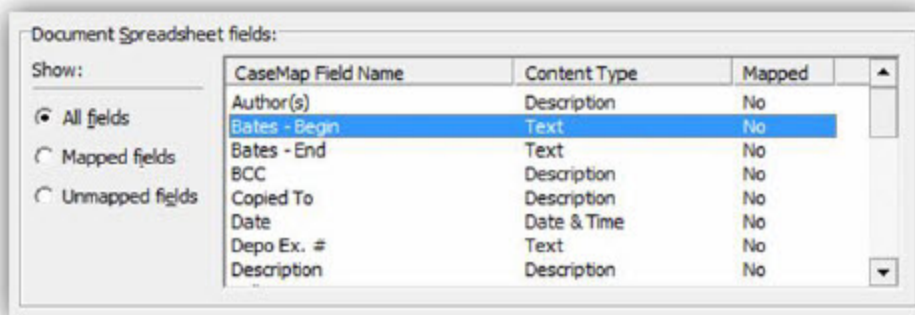 Document Spreadsheet fields:
Show:
All fields
Mapped fields
Unmapped fields
CaseMap Field Name Content Type Mapped
Author(s) Description No
Bates - Begin Text No
Bates - End Text No
BCC Description No
Copied To Description No
Date Date & Time No
Depo Ex. # Text No
Description Description No